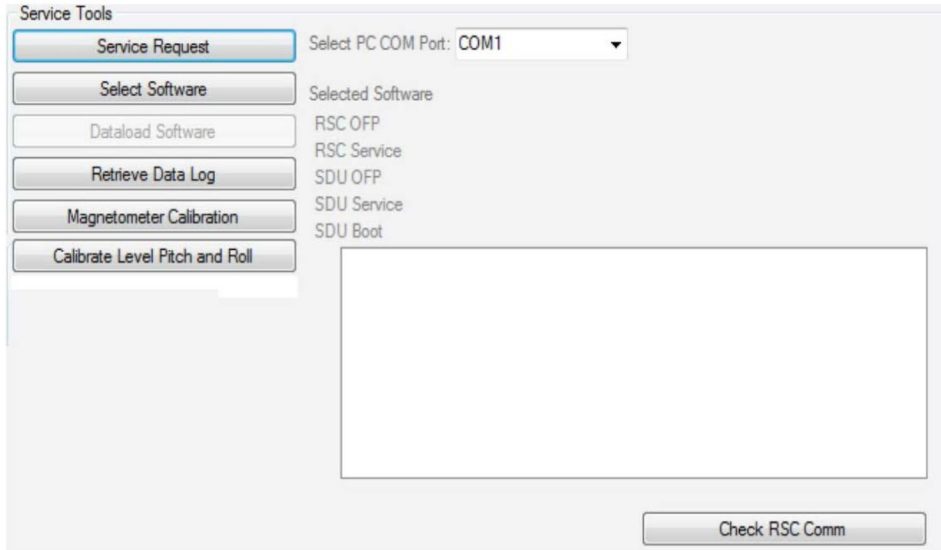 Service Tools
Service Request
Select PC COM Port: COM1
Select Software
Selected Software
Dataload Software
RSC OFP
RSC Service
Retrieve Data Log
SDU OFP
SDU Service
Magnetometer Calibration
SDU Boot
Calibrate Level Pitch and Roll
Check RSC Comm